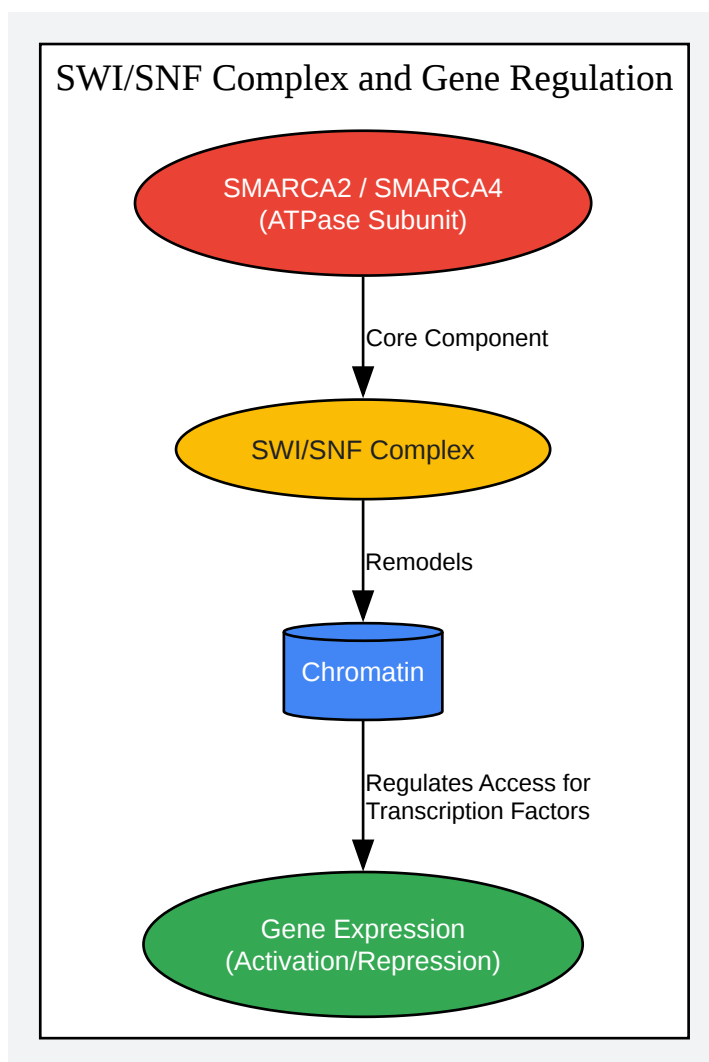 SWI/SNF Complex and Gene Regulation
SMARCA2 / SMARCA4
(ATPase Subunit)
Core Component
SWI/SNF Complex
Remodels
Chromatin
Regulates Access for
Transcription Factors
Gene Expression
(Activation/Repression)